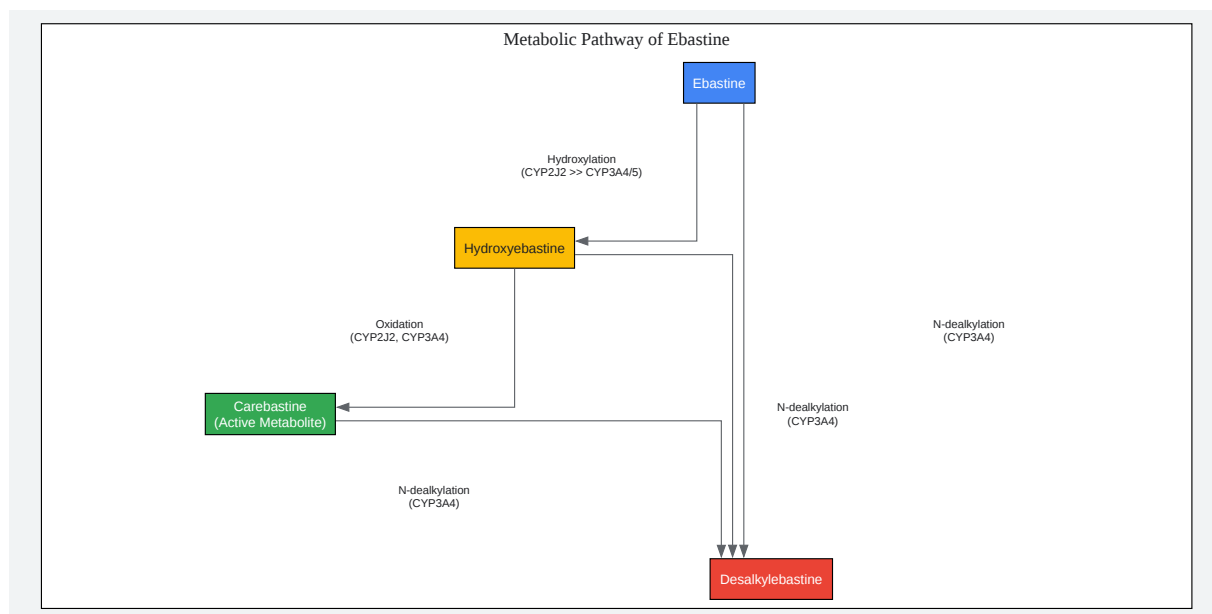 Metabolic Pathway of Ebastine
Ebastine
Hydroxylation
(CYP2J2 >> CYP3A4/5)
Hydroxyebastine
Oxidation
(CYP2J2, CYP3A4)
N-dealkylation
(CYP3A4)
Carebastine
(Active Metabolite)
N-dealkylation
(CYP3A4)
N-dealkylation
(CYP3A4)
Desalkylebastine